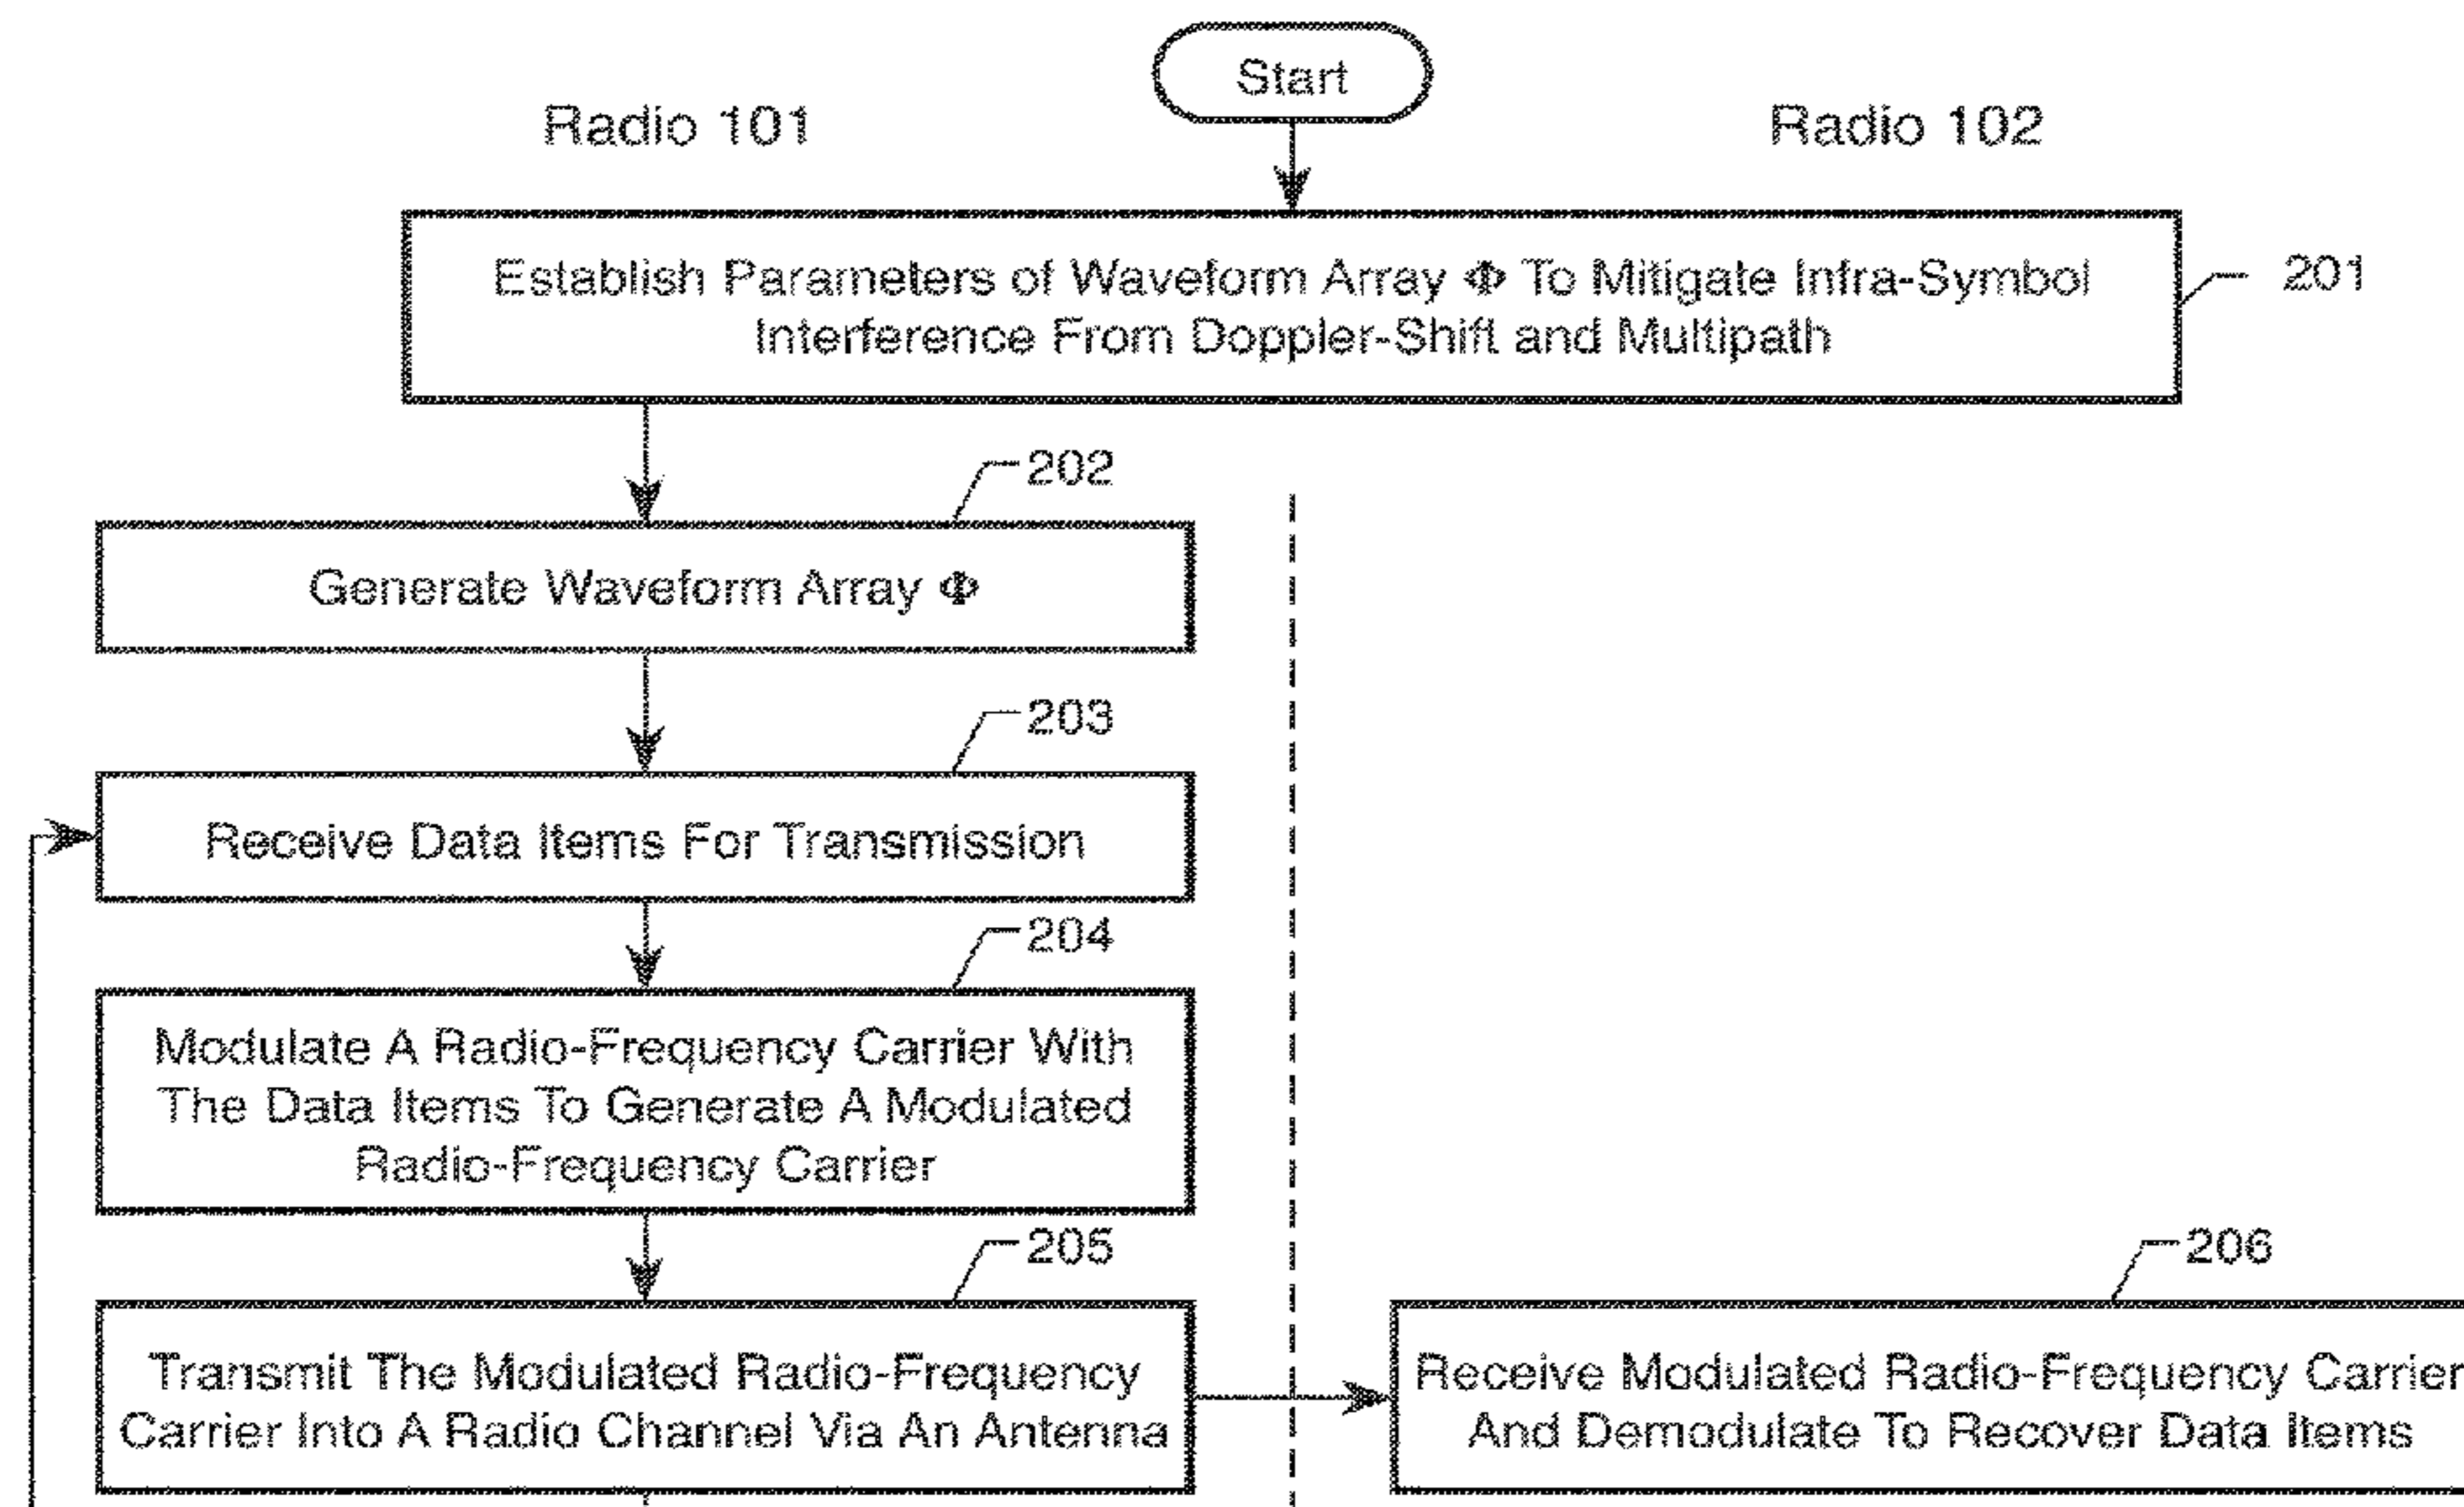 Start
Radio 101
Radio 102
Establish Parameters of Waveform Array Φ To Mitigate Infra-Symbol
Interference From Doppler-Shift and Multipath
201
202
Generate Waveform Array Φ
203
Receive Data Items For Transmission
204
Modulate A Radio-Frequency Carrier With
The Data Items To Generate A Modulated
Radio-Frequency Carrier
205
Transmit The Modulated Radio-Frequency
Carrier Into A Radio Channel Via An Antenna
206
Receive Modulated Radio-Frequency Carrier
And Demodulate To Recover Data Items